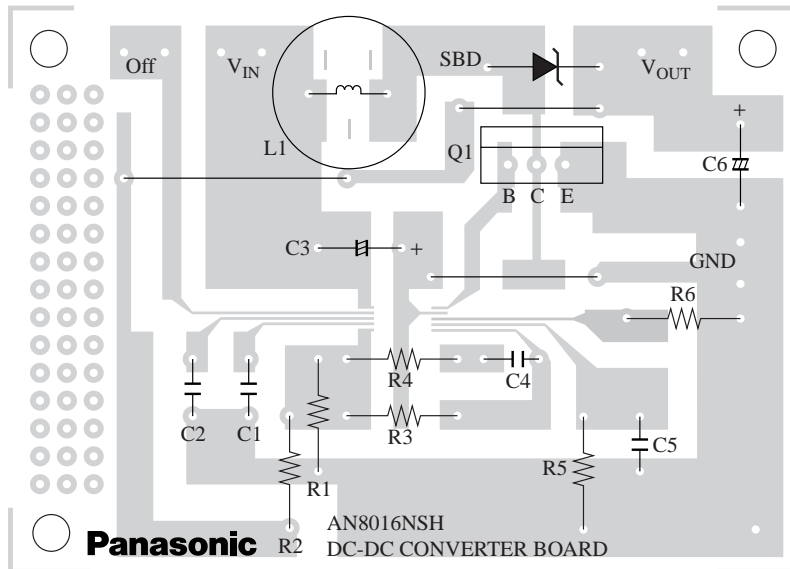 Off
VIN
SBD
VOUT
L1
+
Q1
C6
B C E
C3
+
GND
R6
R4
C4
C2
C1
R3
C5
R5
R1
R2
AN8016NSH
Panasonic
DC-DC CONVERTER BOARD